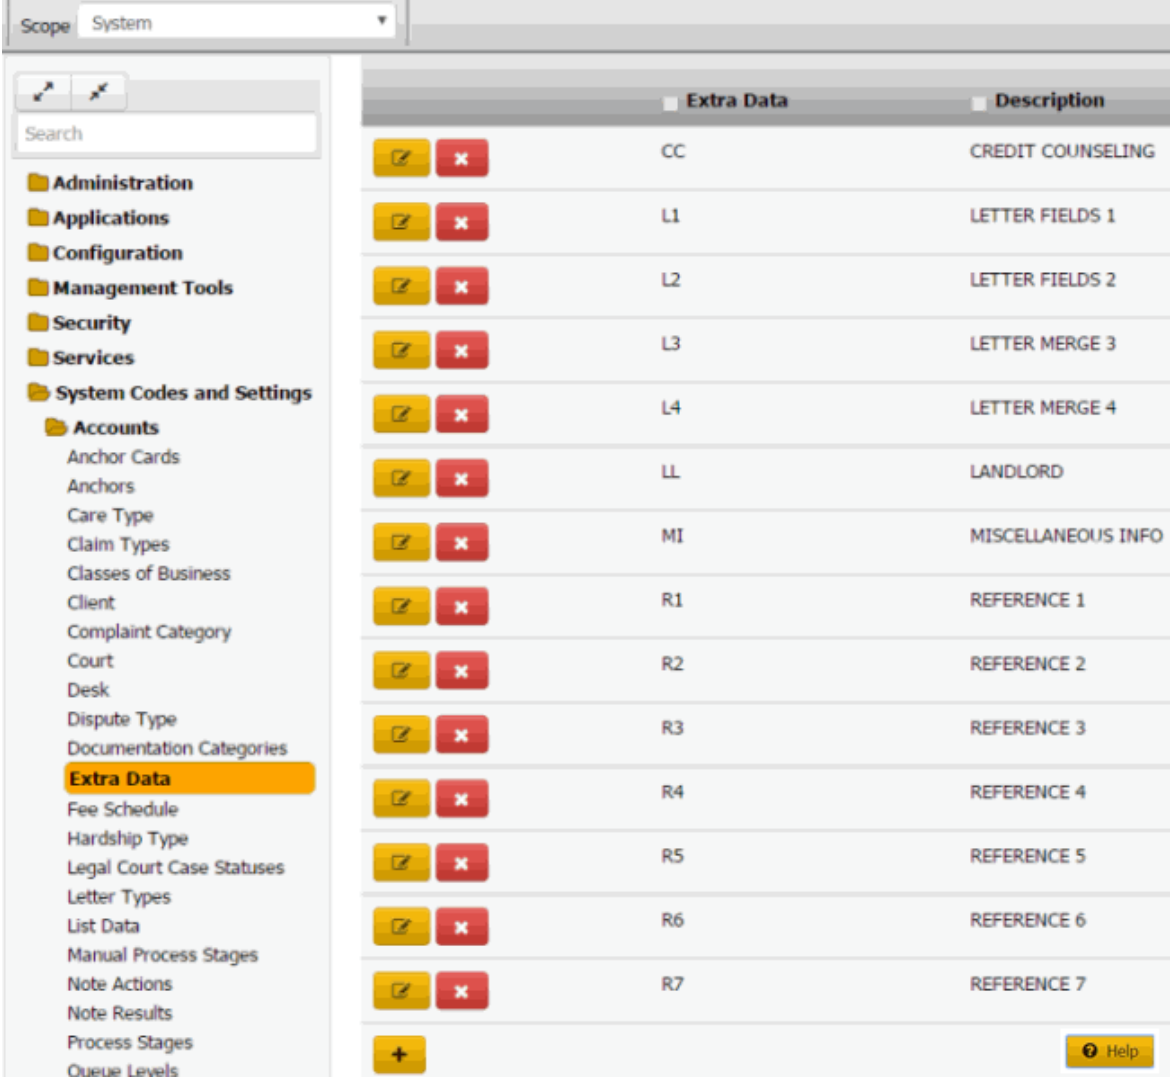 Scope System
Search
Administration
Applications
Configuration
Management Tools
Security
Services
System Codes and Settings
Accounts
Anchor Cards
Anchors
Care Type
Claim Types
Classes of Business
Client
Complaint Category
Court
Desk
Dispute Type
Documentation Categories
Extra Data
Fee Schedule
Hardship Type
Legal Court Case Statuses
Letter Types
List Data
Manual Process Stages
Note Actions
Note Results
Process Stages
Queue Levels
Extra Data Description
CC CREDIT COUNSELING
L1 LETTER FIELDS 1
L2 LETTER FIELDS 2
L3 LETTER MERGE 3
L4 LETTER MERGE 4
LL LANDLORD
MI MISCELLANEOUS INFO
R1 REFERENCE 1
R2 REFERENCE 2
R3 REFERENCE 3
R4 REFERENCE 4
R5 REFERENCE 5
R6 REFERENCE 6
R7 REFERENCE 7
Help